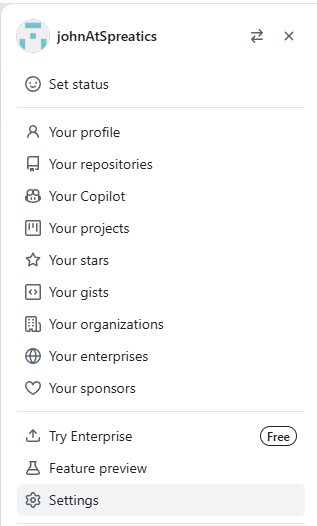 johnAtSpreatics
Set status
Your profile
Your repositories
Your Copilot
Your projects
Your stars
Your gists
Your organizations
Your enterprises
Your sponsors
Try Enterprise Free
Feature preview
Settings